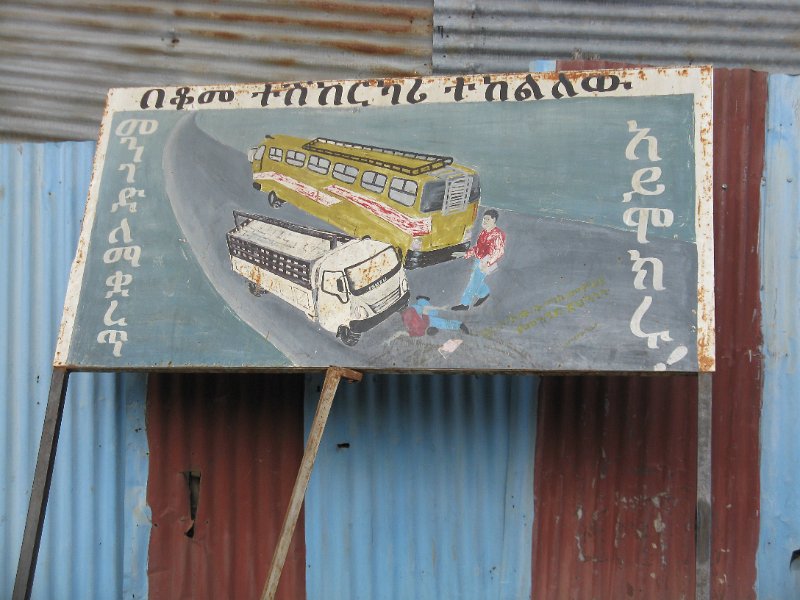 በቆመ ተሽከርካሪ ተከልለው
መንገድ ለማቋረጥ
አይሞክሩ!